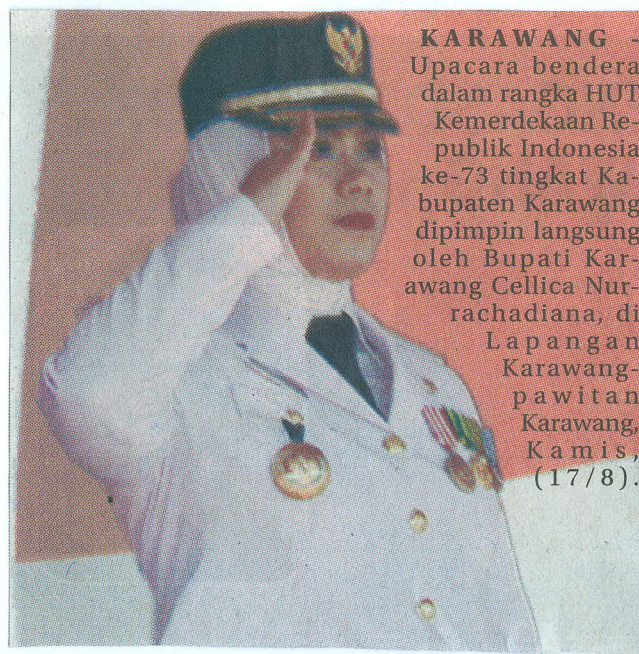 KARAWANG -
Upacara bendera
dalam rangka HUT
Kemerdekaan Re-
publik Indonesia
ke-73 tingkat Ka-
bupaten Karawang
dipimpin langsung
oleh Bupati Kar-
awang Cellica Nur-
rachadiana, di
Lapangan
Karawang-
pawitan
Karawang,
Kamis,
(17/8).